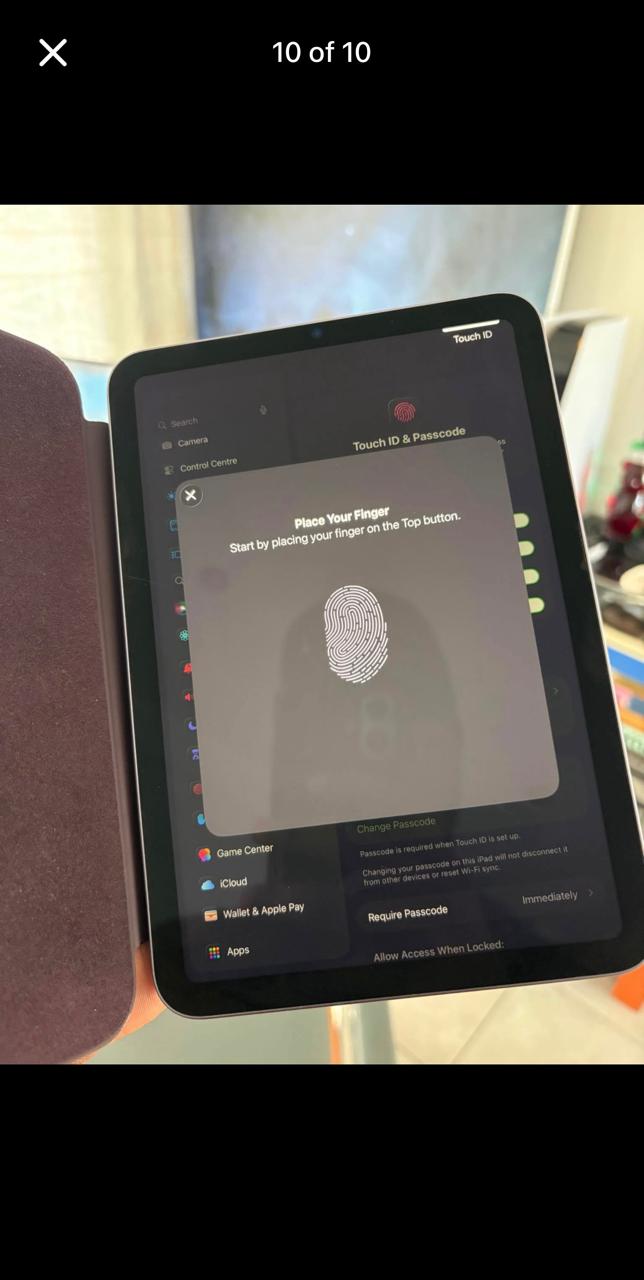 10 of 10
Touch ID
Search
Camera
Control Centre
Touch ID & Passcode
Place Your Finger
Start by placing your finger on the Top button.
Change Passcode
Passcode is required when Touch ID is set up.
Changing your passcode on this iPad will not disconnect it
from other devices or reset Wi-Fi sync.
Game Center
iCloud
Wallet & Apple Pay
Apps
Require Passcode
Immediately
Allow Access When Locked: